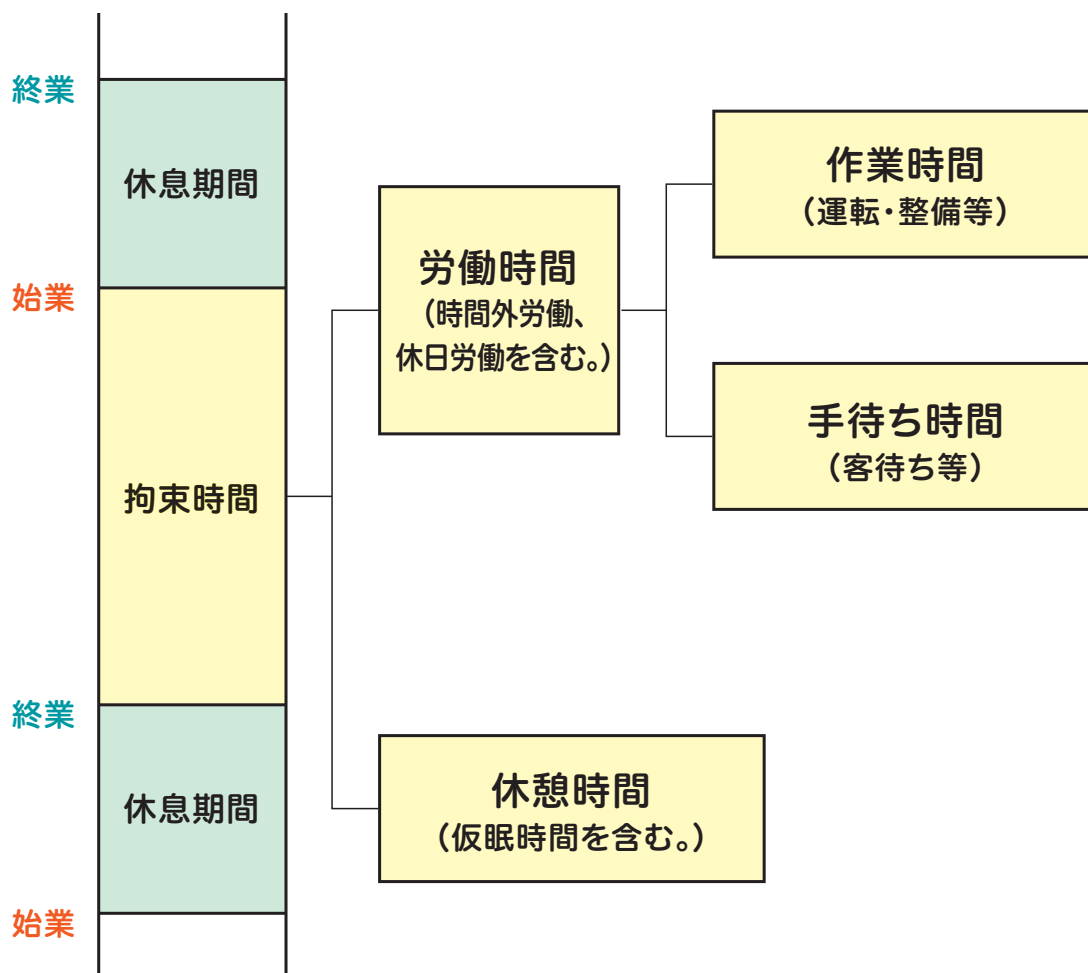 終業
休息期間
始業
拘束時間
終業
休息期間
始業
労働時間
（時間外労働、
休日労働を含む。）
作業時間
（運転・整備等）
手待ち時間
（客待ち等）
休憩時間
（仮眠時間を含む。）